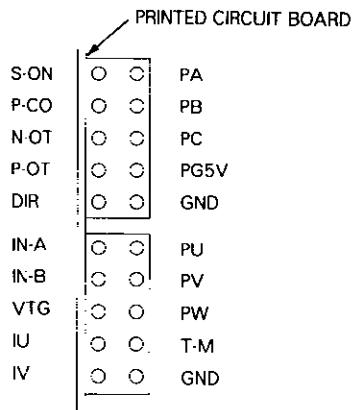 PRINTED CIRCUIT BOARD
S-ON PA
P-CO PB
N-OT PC
P-OT PG5V
DIR GND
IN-A PU
IN-B PV
VTG PW
IU T-M
IV GND